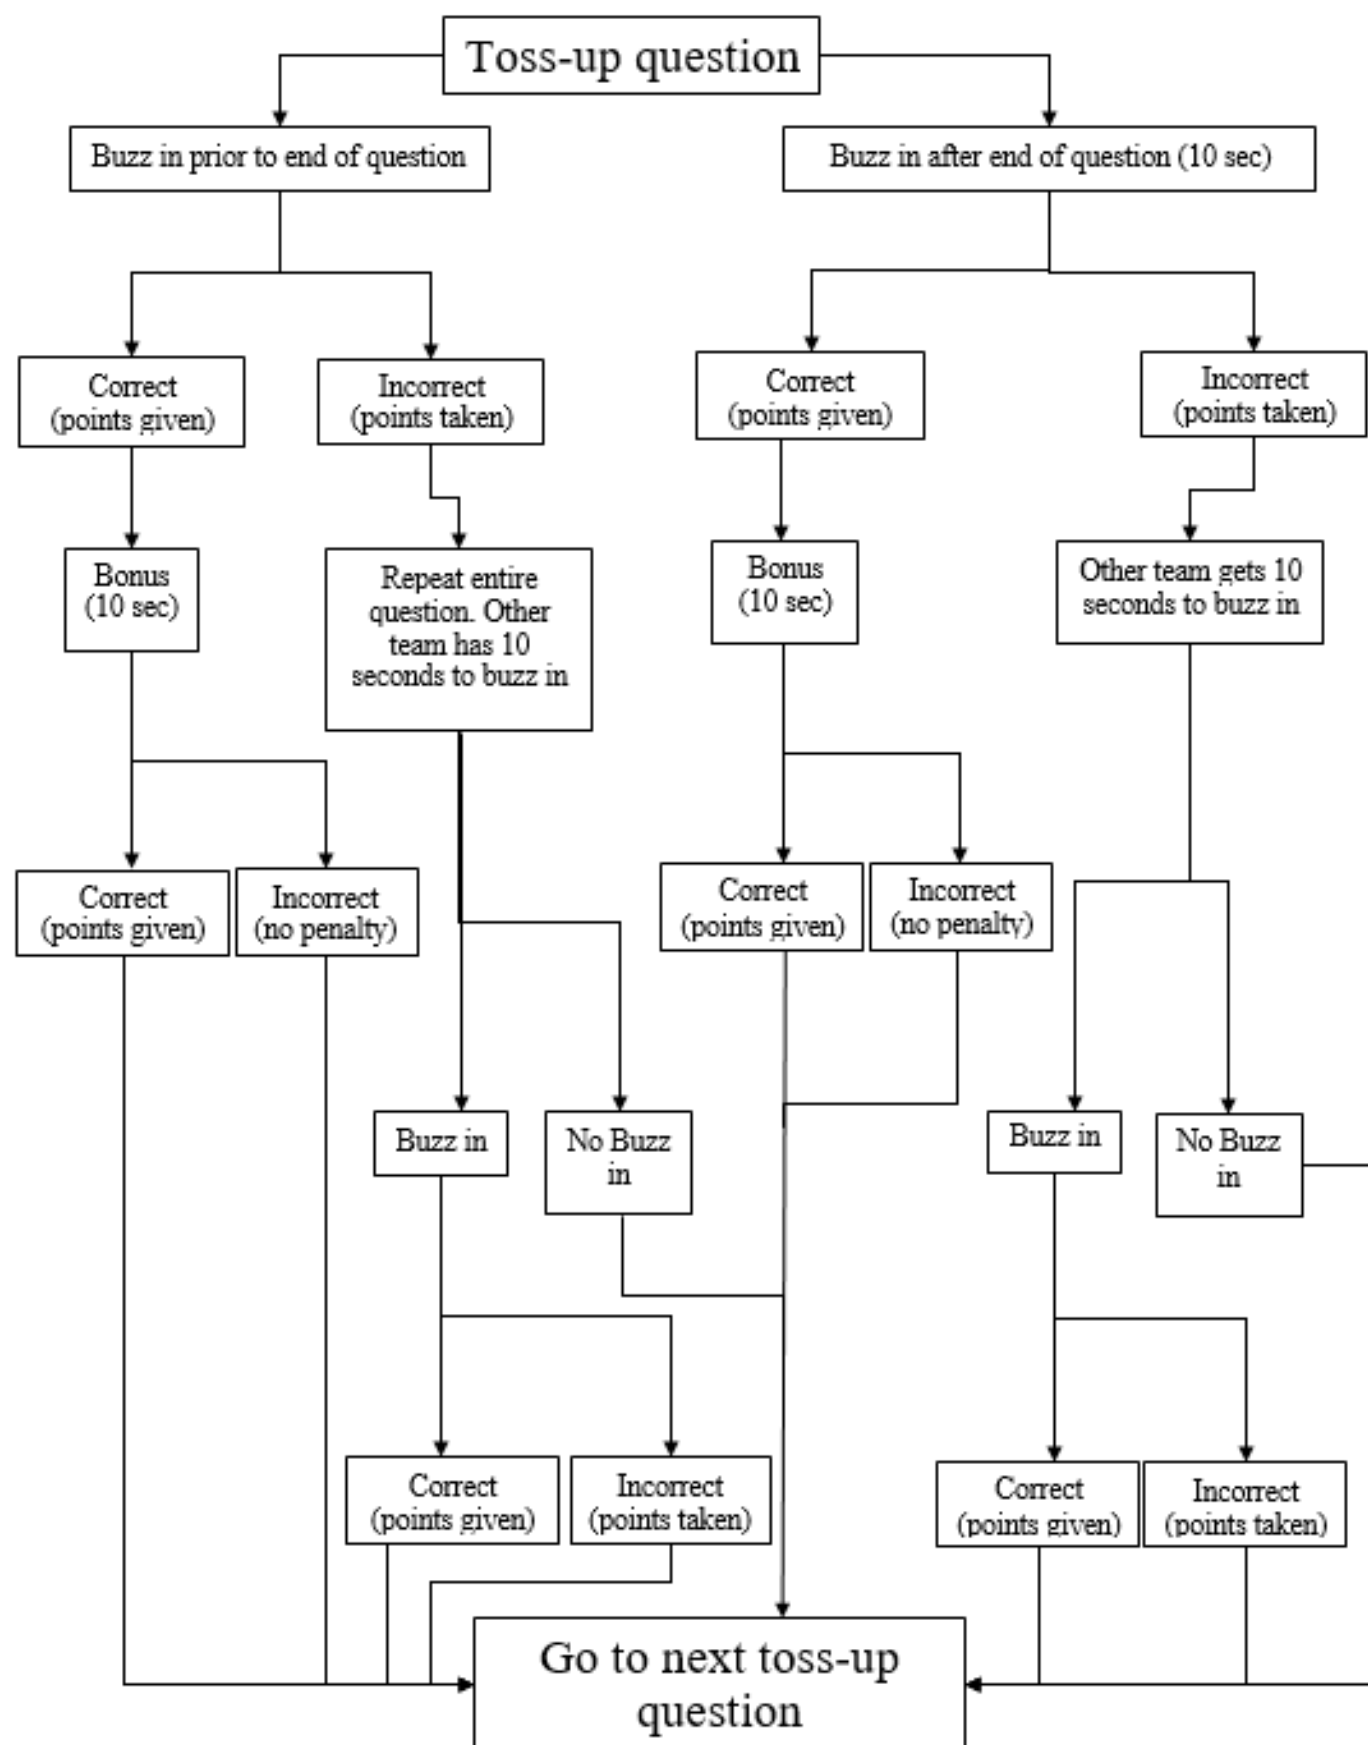 Toss-up question
Buzz in prior to end of question
Buzz in after end of question (10 sec)
Correct
(points given)
Incorrect
(points taken)
Correct
(points given)
Incorrect
(points taken)
Bonus
(10 sec)
Repeat entire
question. Other
team has 10
seconds to buzz in
Bonus
(10 sec)
Other team gets 10
seconds to buzz in
Correct
(points given)
Incorrect
(no penalty)
Correct
(points given)
Incorrect
(no penalty)
Buzz in
No Buzz
in
Buzz in
No Buzz
in
Correct
(points given)
Incorrect
(points taken)
Correct
(points given)
Incorrect
(points taken)
Go to next toss-up
question